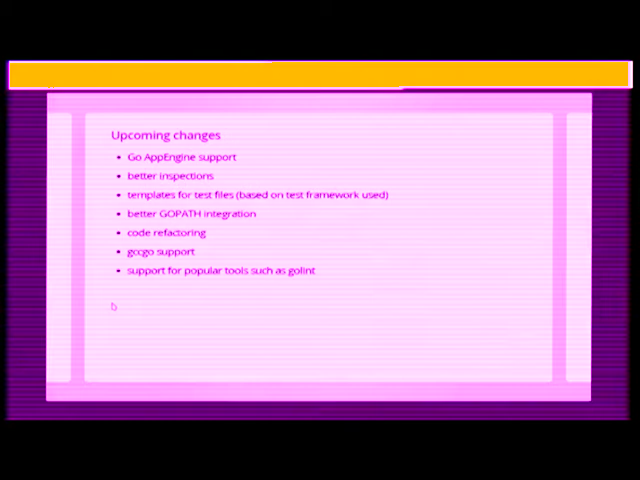 Upcoming changes
• Go AppEngine support
• better inspections
• templates for test files (based on test framework used)
• better GOPATH integration
• code refactoring
• gccgo support
• support for popular tools such as golint